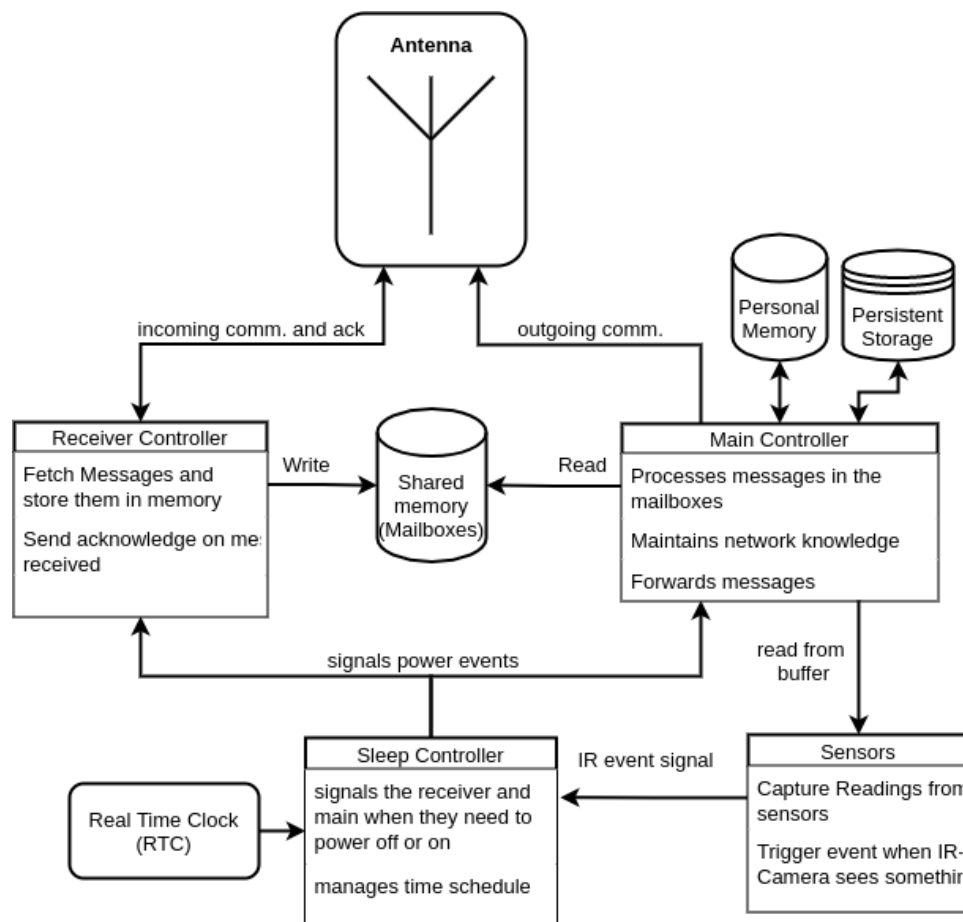 Antenna
incoming comm. and ack
outgoing comm.
Personal
Memory
Persistent
Storage
Receiver Controller
Fetch Messages and
store them in memory
Send acknowledge on
received
Write
Shared
memory
(Mailboxes)
Read
Main Controller
Processes messages in the
mailboxes
Maintains network knowledge
Forwards messages
signals power events
read from
buffer
Sleep Controller
signals the receiver and
main when they need to
power off or on
manages time schedule
Real Time Clock
(RTC)
IR event signal
Sensors
Capture Readings from
sensors
Trigger event when IR-
Camera sees